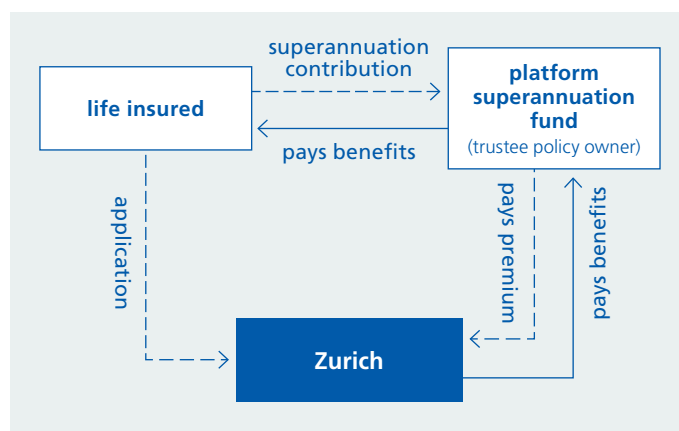 superannuation
contribution
life insured
platform
superannuation
fund
(trustee policy owner)
pays benefits
application
pays premium
pays benefits
Zurich